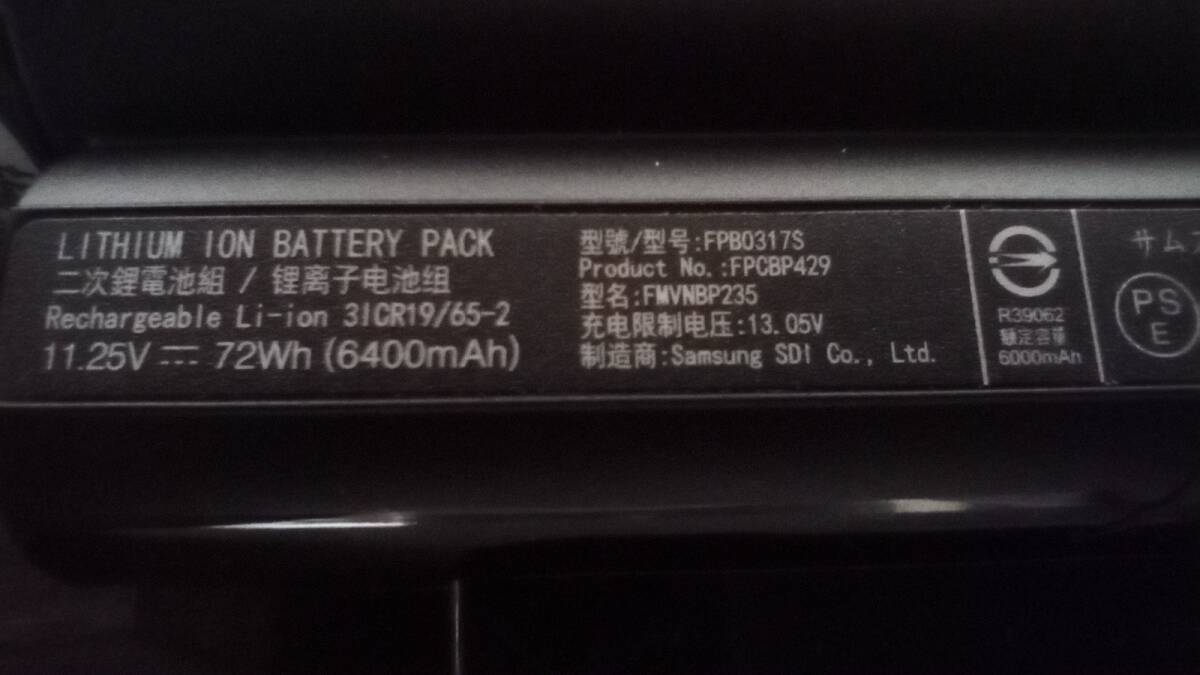 LITHIUM ION BATTERY PACK
二次鋰電池組 / 锂离子电池组
Rechargeable Li-ion 3ICR19/65-2
11.25V ⎓ 72Wh (6400mAh)
型號/型号:FPB0317S
Product No.:FPCBP429
型名:FMVNBP235
充电限制电压:13.05V
制造商:Samsung SDI Co., Ltd.
R39062
額定容量
6000mAh
サム
PS
E